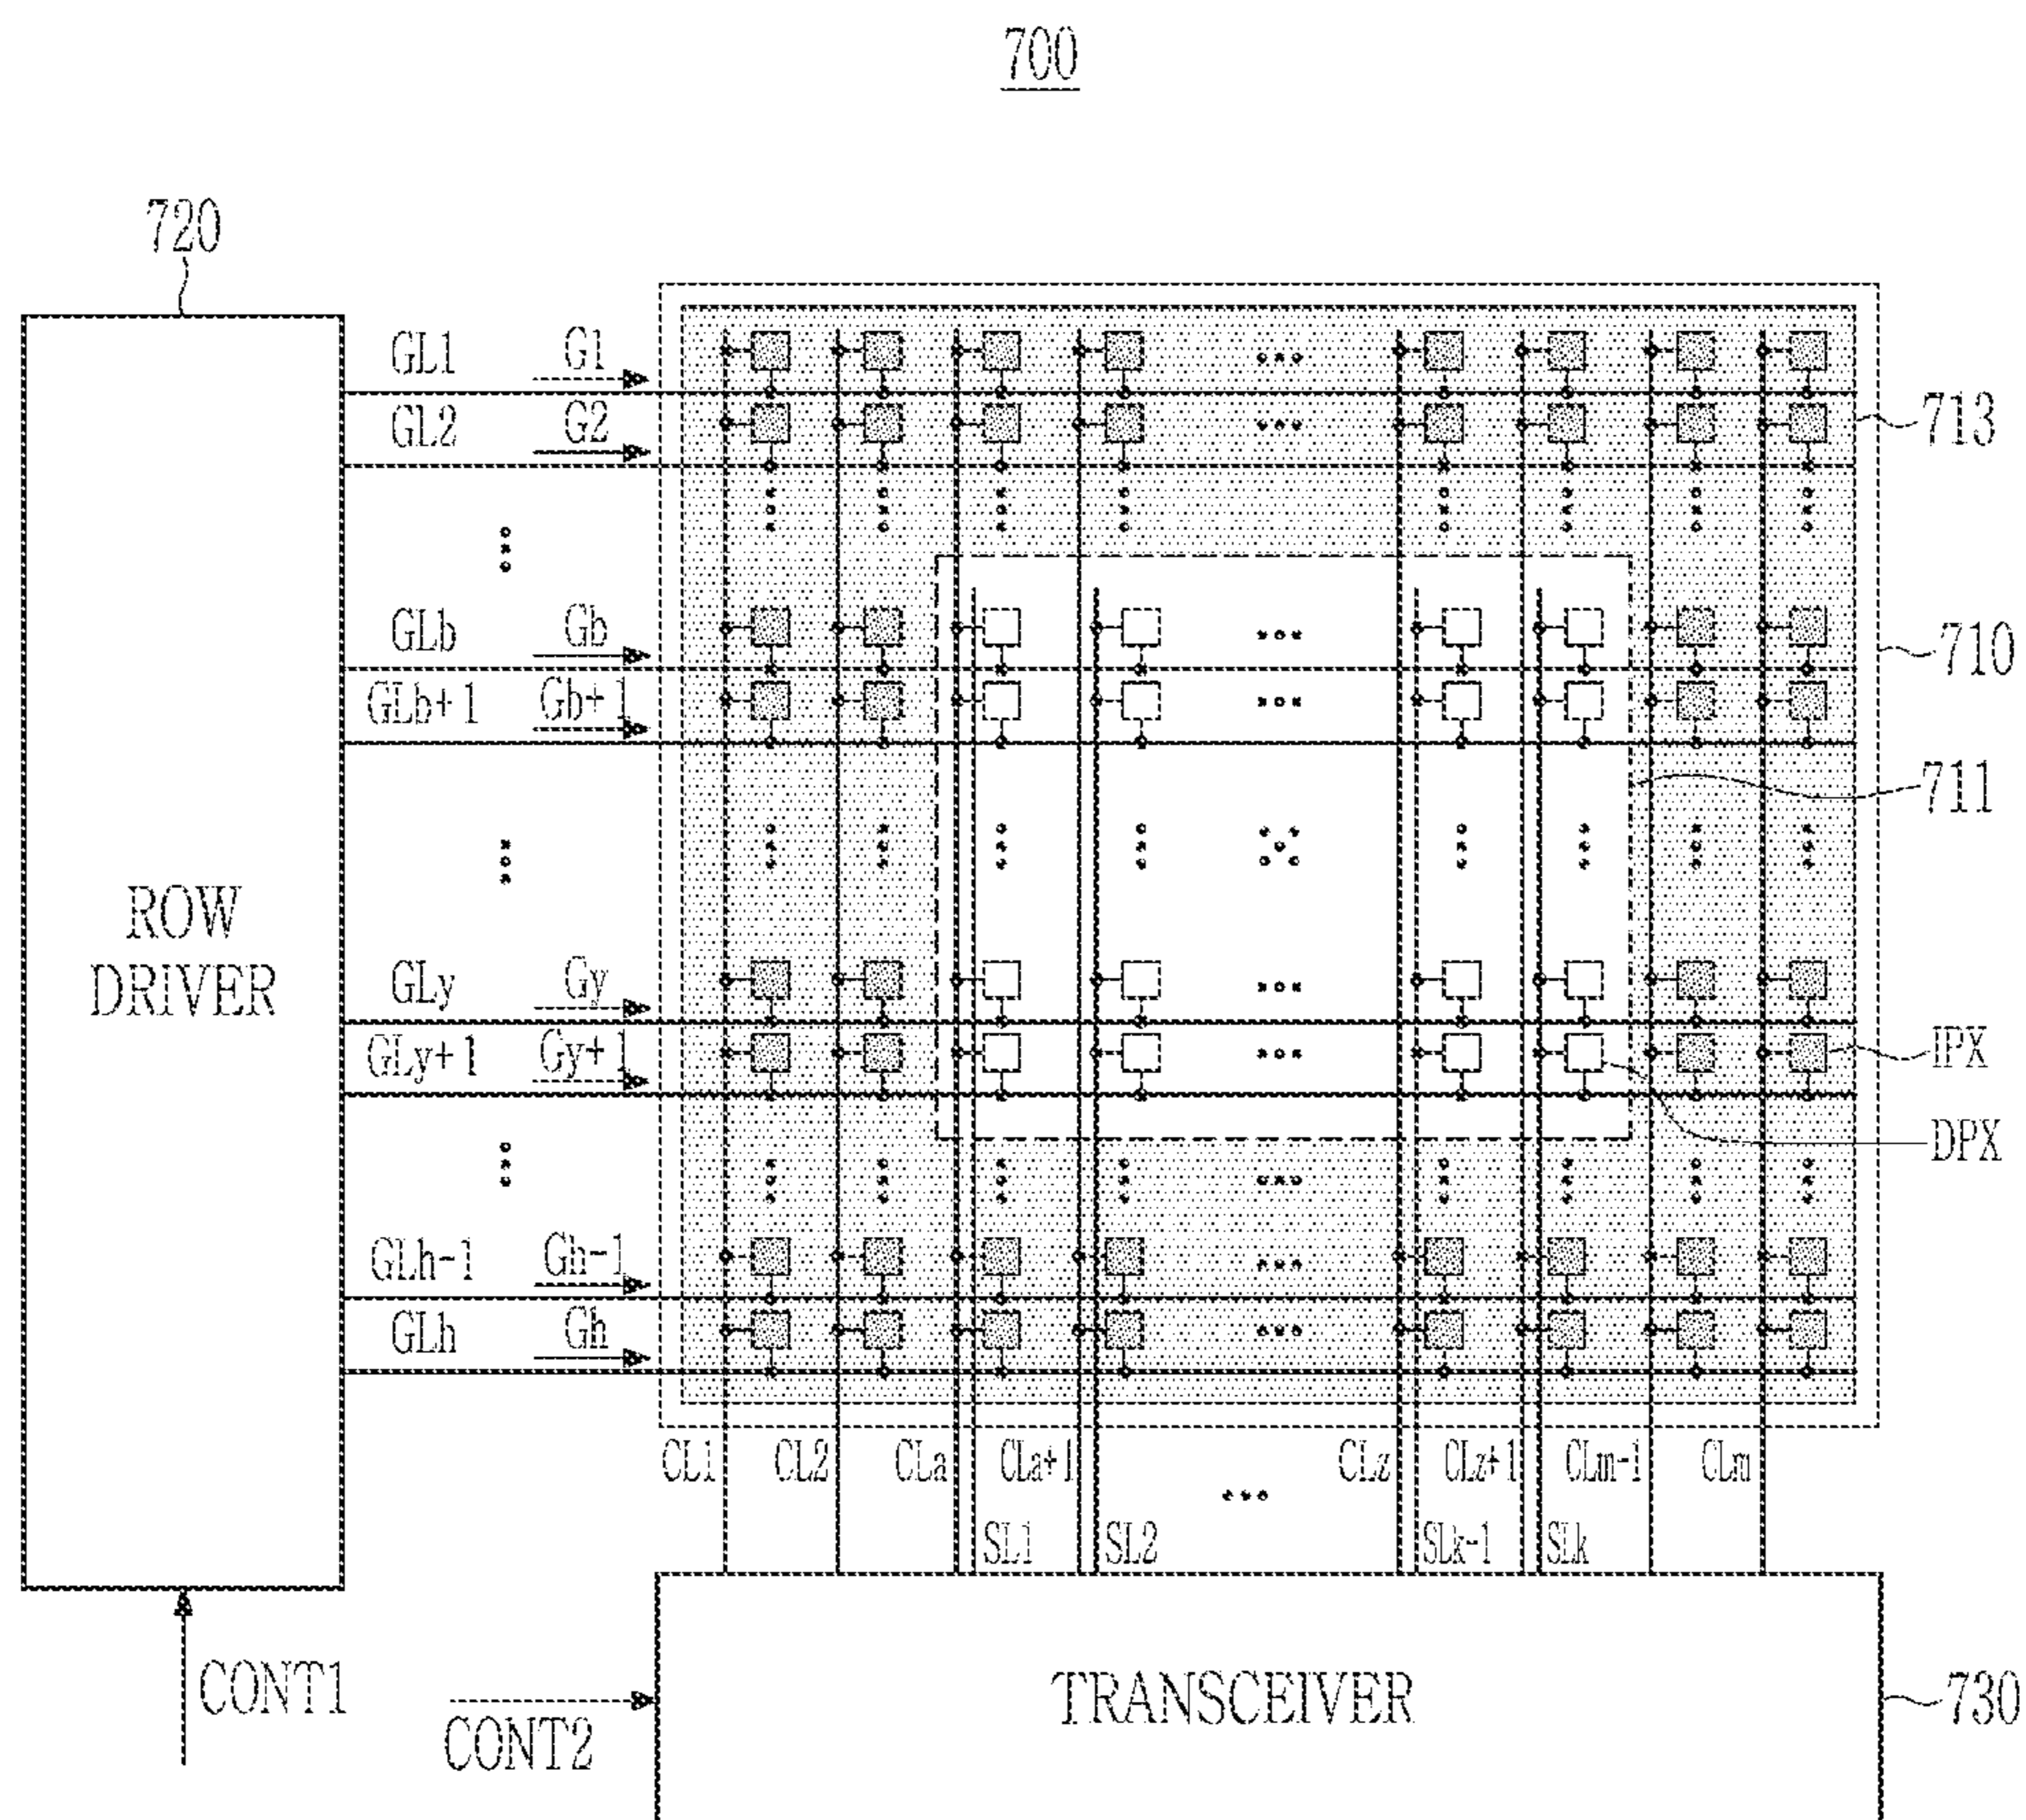 700
720
GL1 G1
GL2 G2
713
GLb Gb
710
GLb+1 Gb+1
711
ROW
DRIVER
GLy Gy
GLy+1 Gy+1
IPX
DPX
GLh-1 Gh-1
GLh Gh
CL1 CL2 CLa CLa+1 CLz CLz+1 CLm-1 CLm
SL1 SL2 SLk-1 SLk
CONT1
TRANSCEIVER
730
CONT2